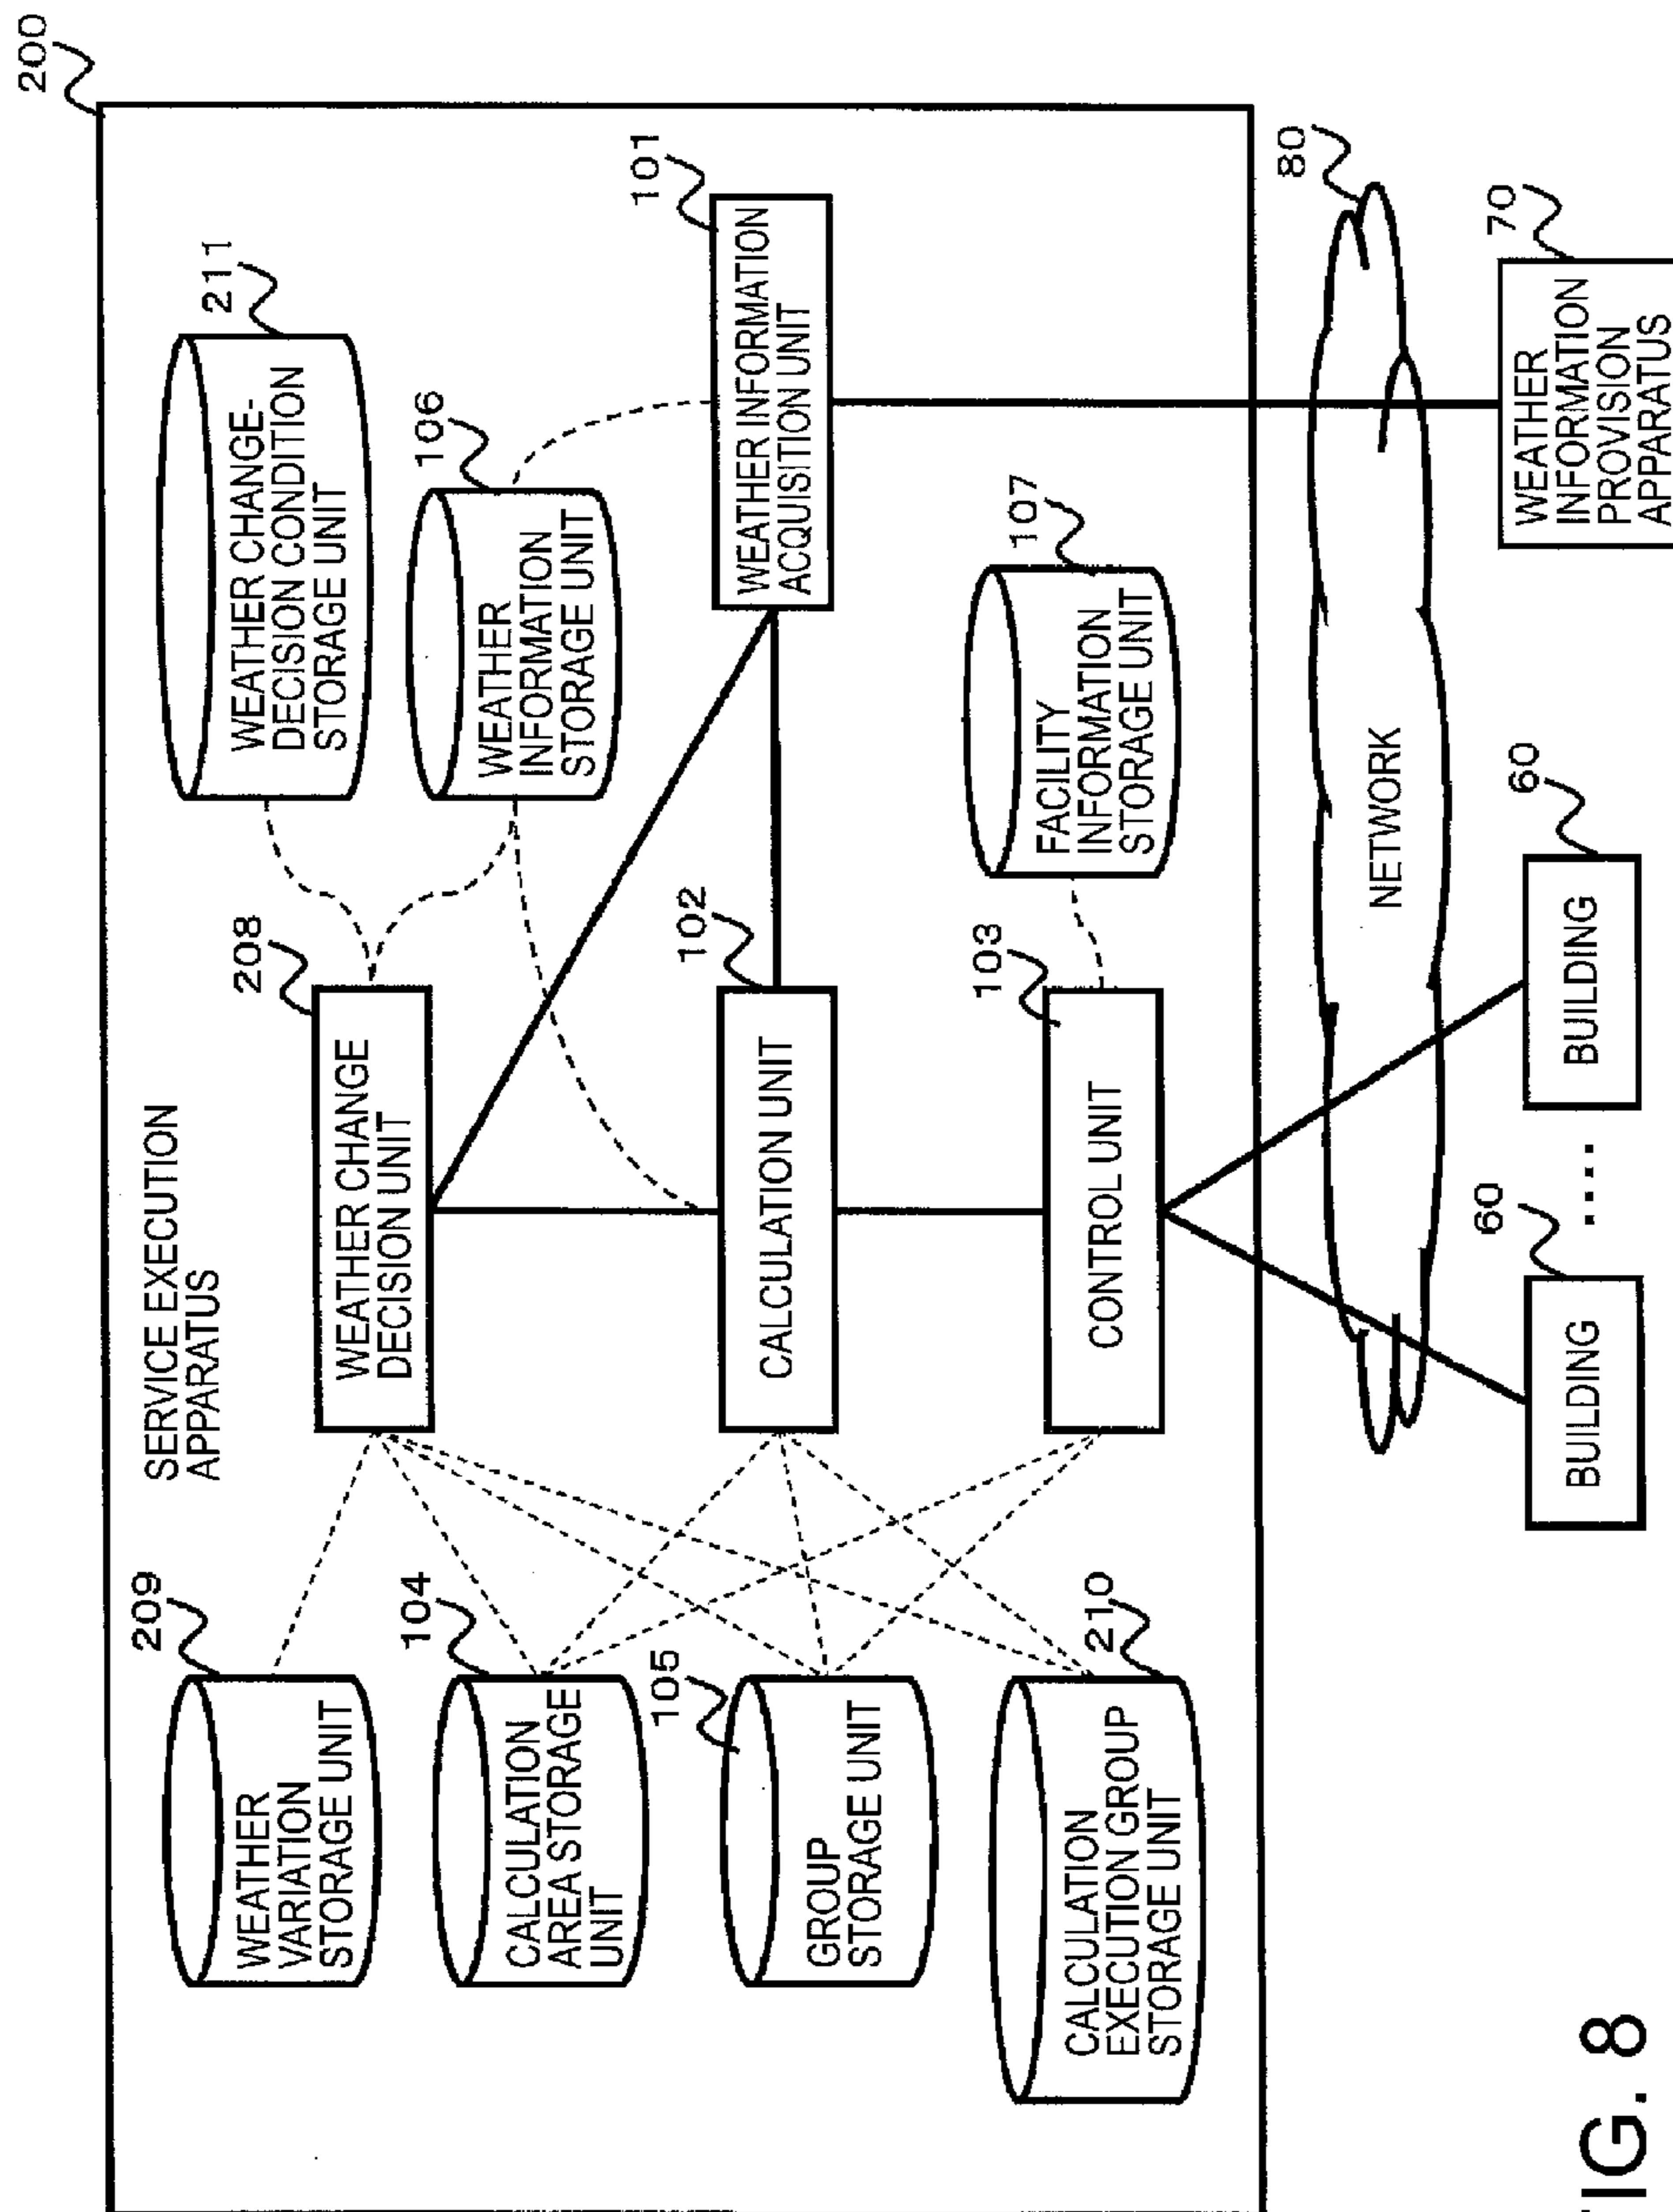 200
SERVICE EXECUTION
APPARATUS
211
WEATHER CHANGE-
DECISION CONDITION
STORAGE UNIT
209
WEATHER
VARIATION
STORAGE UNIT
208
WEATHER CHANGE
DECISION UNIT
106
WEATHER
INFORMATION
STORAGE UNIT
104
CALCULATION
AREA STORAGE
UNIT
101
WEATHER INFORMATION
ACQUISITION UNIT
105
GROUP
STORAGE UNIT
102
CALCULATION UNIT
107
FACILITY
INFORMATION
STORAGE UNIT
210
CALCULATION
EXECUTION GROUP
STORAGE UNIT
103
CONTROL UNIT
80
NETWORK
60
BUILDING
....
60
BUILDING
70
WEATHER
INFORMATION
PROVISION
APPARATUS
FIG. 8